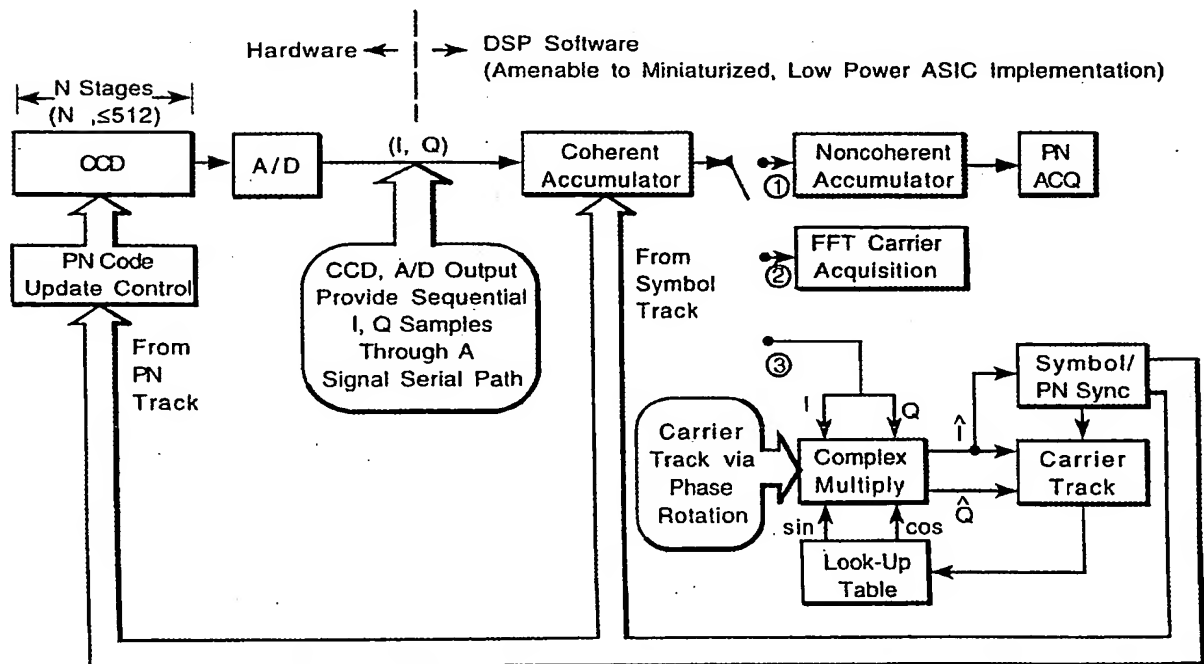 Hardware
DSP Software
(Amenable to Miniaturized, Low Power ASIC Implementation)
N Stages
(N ,≤512)
CCD
A/D
(I, Q)
Coherent
Accumulator
①
Noncoherent
Accumulator
PN
ACQ
PN Code
Update Control
CCD, A/D Output
Provide Sequential
I, Q Samples
Through A
Signal Serial Path
From
Symbol
Track
②
FFT Carrier
Acquisition
From
PN
Track
③
Symbol/
PN Sync
I
Q
Î
Carrier
Track via
Phase
Rotation
Complex
Multiply
Carrier
Track
Q̂
sin
cos
Look-Up
Table